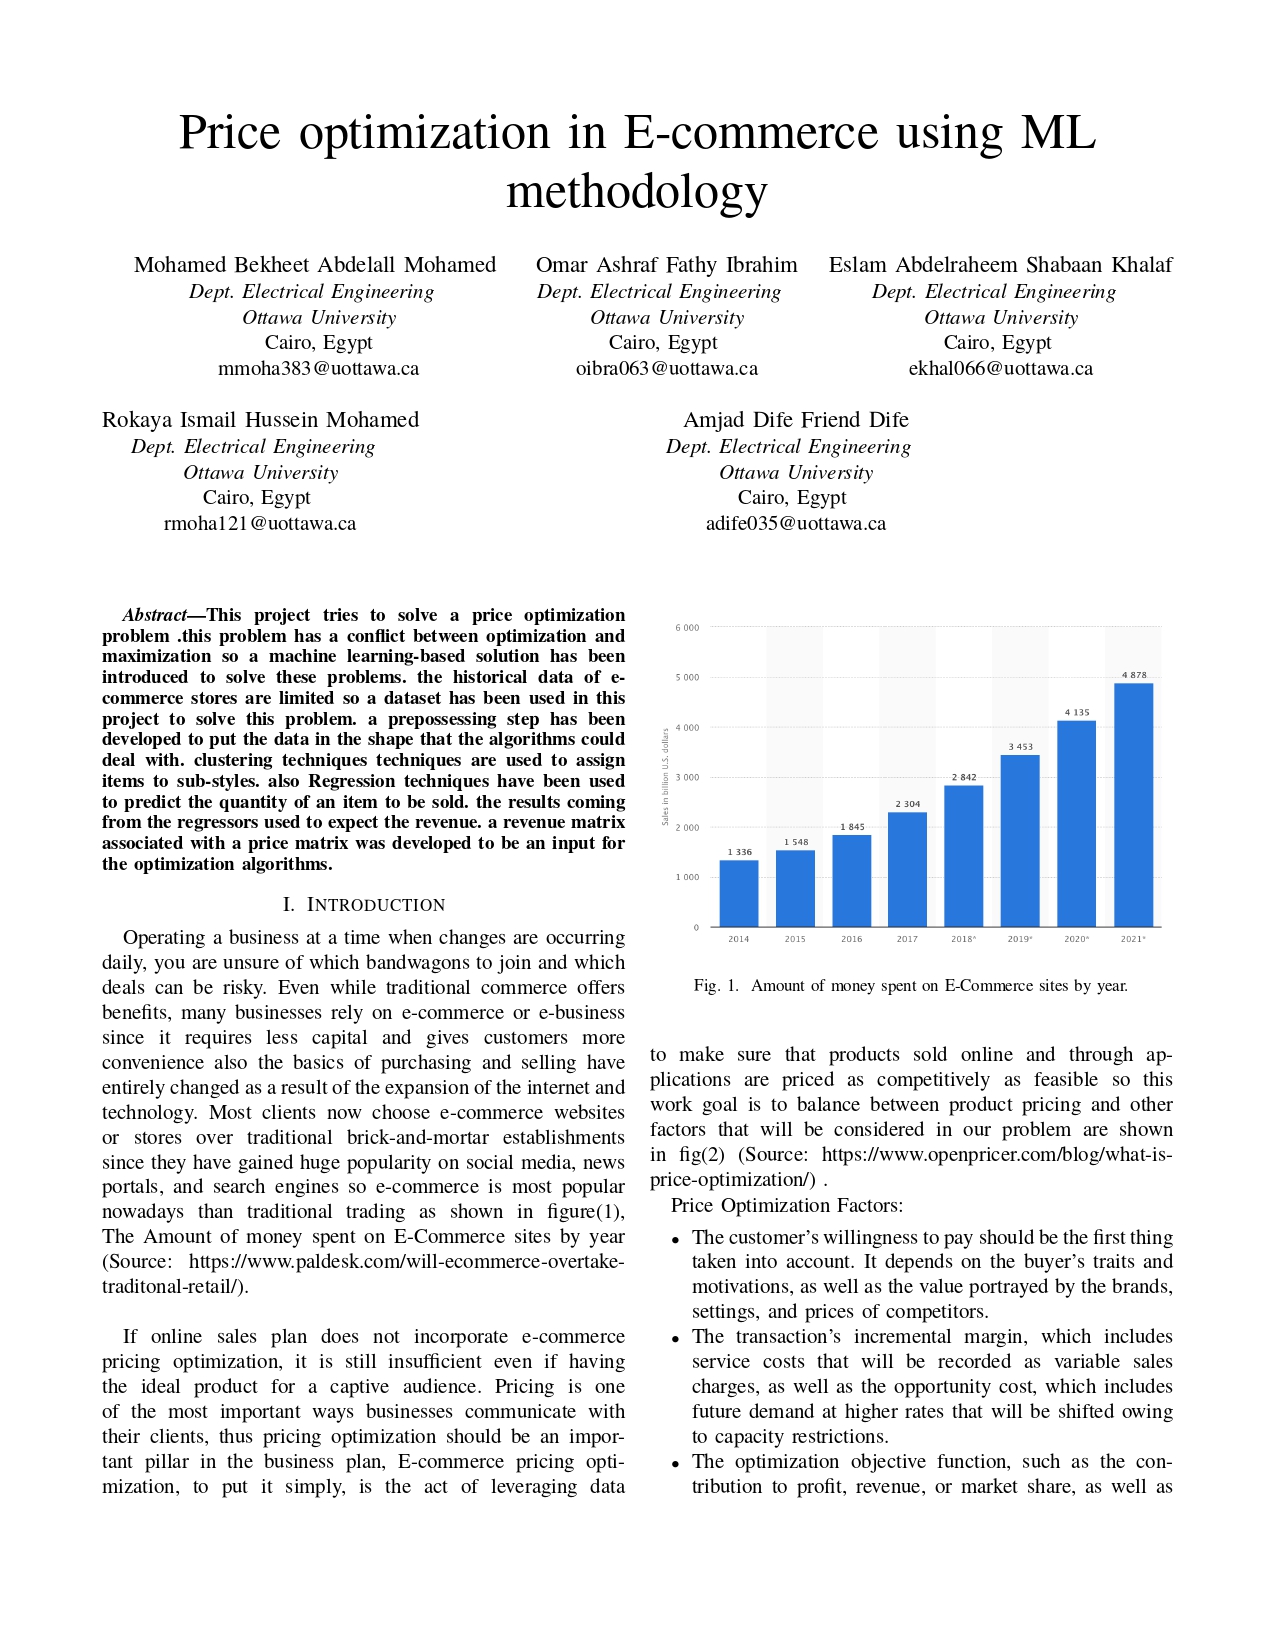 Price optimization in E-commerce using ML
methodology
Mohamed Bekheet Abdelall Mohamed
Dept. Electrical Engineering
Ottawa University
Cairo, Egypt
mmoha383@uottawa.ca
Omar Ashraf Fathy Ibrahim
Dept. Electrical Engineering
Ottawa University
Cairo, Egypt
oibra063@uottawa.ca
Eslam Abdelraheem Shabaan Khalaf
Dept. Electrical Engineering
Ottawa University
Cairo, Egypt
ekhal066@uottawa.ca
Rokaya Ismail Hussein Mohamed
Dept. Electrical Engineering
Ottawa University
Cairo, Egypt
rmoha121@uottawa.ca
Amjad Dife Friend Dife
Dept. Electrical Engineering
Ottawa University
Cairo, Egypt
adife035@uottawa.ca
Abstract—This project tries to solve a price optimization
problem .this problem has a conflict between optimization and
maximization so a machine learning-based solution has been
introduced to solve these problems. the historical data of e-
commerce stores are limited so a dataset has been used in this
project to solve this problem. a prepossessing step has been
developed to put the data in the shape that the algorithms could
deal with. clustering techniques techniques are used to assign
items to sub-styles. also Regression techniques have been used
to predict the quantity of an item to be sold. the results coming
from the regressors used to expect the revenue. a revenue matrix
associated with a price matrix was developed to be an input for
the optimization algorithms.
I. INTRODUCTION
Operating a business at a time when changes are occurring
daily, you are unsure of which bandwagons to join and which
deals can be risky. Even while traditional commerce offers
benefits, many businesses rely on e-commerce or e-business
since it requires less capital and gives customers more
convenience also the basics of purchasing and selling have
entirely changed as a result of the expansion of the internet and
technology. Most clients now choose e-commerce websites
or stores over traditional brick-and-mortar establishments
since they have gained huge popularity on social media, news
portals, and search engines so e-commerce is most popular
nowadays than traditional trading as shown in figure(1),
The Amount of money spent on E-Commerce sites by year
(Source: https://www.paldesk.com/will-ecommerce-overtake-
traditonal-retail/).
If online sales plan does not incorporate e-commerce
pricing optimization, it is still insufficient even if having
the ideal product for a captive audience. Pricing is one
of the most important ways businesses communicate with
their clients, thus pricing optimization should be an impor-
tant pillar in the business plan, E-commerce pricing opti-
mization, to put it simply, is the act of leveraging data
Sales in billion U.S. dollars
6 000
5 000
4 000
3 000
2 000
1 000
0
1 336
1 548
1 845
2 304
2 842
3 453
4 135
4 878
2014
2015
2016
2017
2018*
2019*
2020*
2021*
Fig. 1. Amount of money spent on E-Commerce sites by year.
to make sure that products sold online and through ap-
plications are priced as competitively as feasible so this
work goal is to balance between product pricing and other
factors that will be considered in our problem are shown
in fig(2) (Source: https://www.openpricer.com/blog/what-is-
price-optimization/) .
Price Optimization Factors:
• The customer's willingness to pay should be the first thing
taken into account. It depends on the buyer's traits and
motivations, as well as the value portrayed by the brands,
settings, and prices of competitors.
• The transaction's incremental margin, which includes
service costs that will be recorded as variable sales
charges, as well as the opportunity cost, which includes
future demand at higher rates that will be shifted owing
to capacity restrictions.
• The optimization objective function, such as the con-
tribution to profit, revenue, or market share, as well as